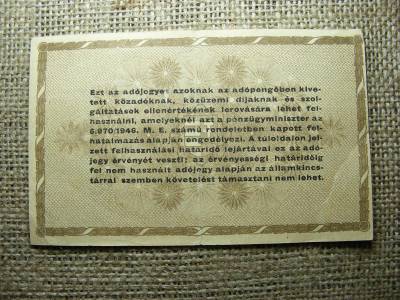 Ezt az adójegyet azoknak az adópengőben kive-
tett közadóknak, közüzemi díjaknak és szol-
gáltatások ellenértékének lerovására lehet fel-
használni, amelyeknél azt a pénzügyminiszter az
5.970/1946. M. E. számú rendeletben kapott fel-
hatalmazás alapján engedélyezi. A túloldalon jel-
zett felhasználási határidő lejártával ez az adó-
jegy érvényét veszti; az érvényességi határidőig
fel nem használt adójegy alapján az államkincs-
tárral szemben követelést támasztani nem lehet.